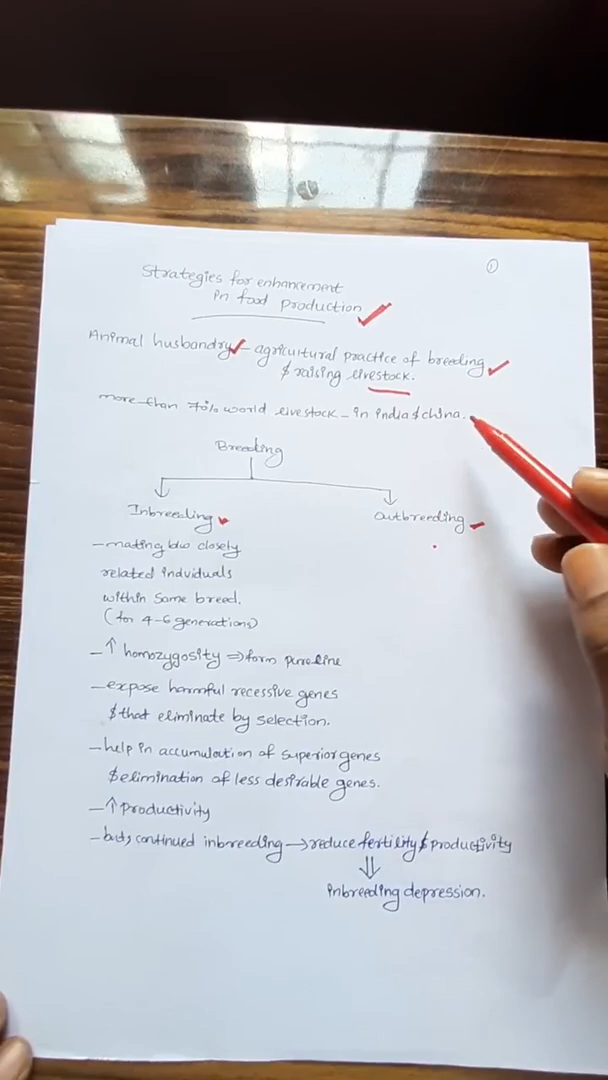 ①
Strategies for enhancement
in food production
Animal husbandry - agricultural practice of breeding
& raising livestock.
more than 70% world livestock - in india & china.
Breeding
Inbreeding
outbreeding
- mating b/w closely
related indviduals
within same breed.
(for 4-6 generations)
- ↑ homozygosity ⇒ form pureline
- expose harmful recessive genes
& that eliminate by selection.
- help in accumulation of superior genes
& elimination of less desirable genes.
- ↑ productivity
- but, continued inbreeding → reduce fertility & productivity
⇓
inbreeding depression.